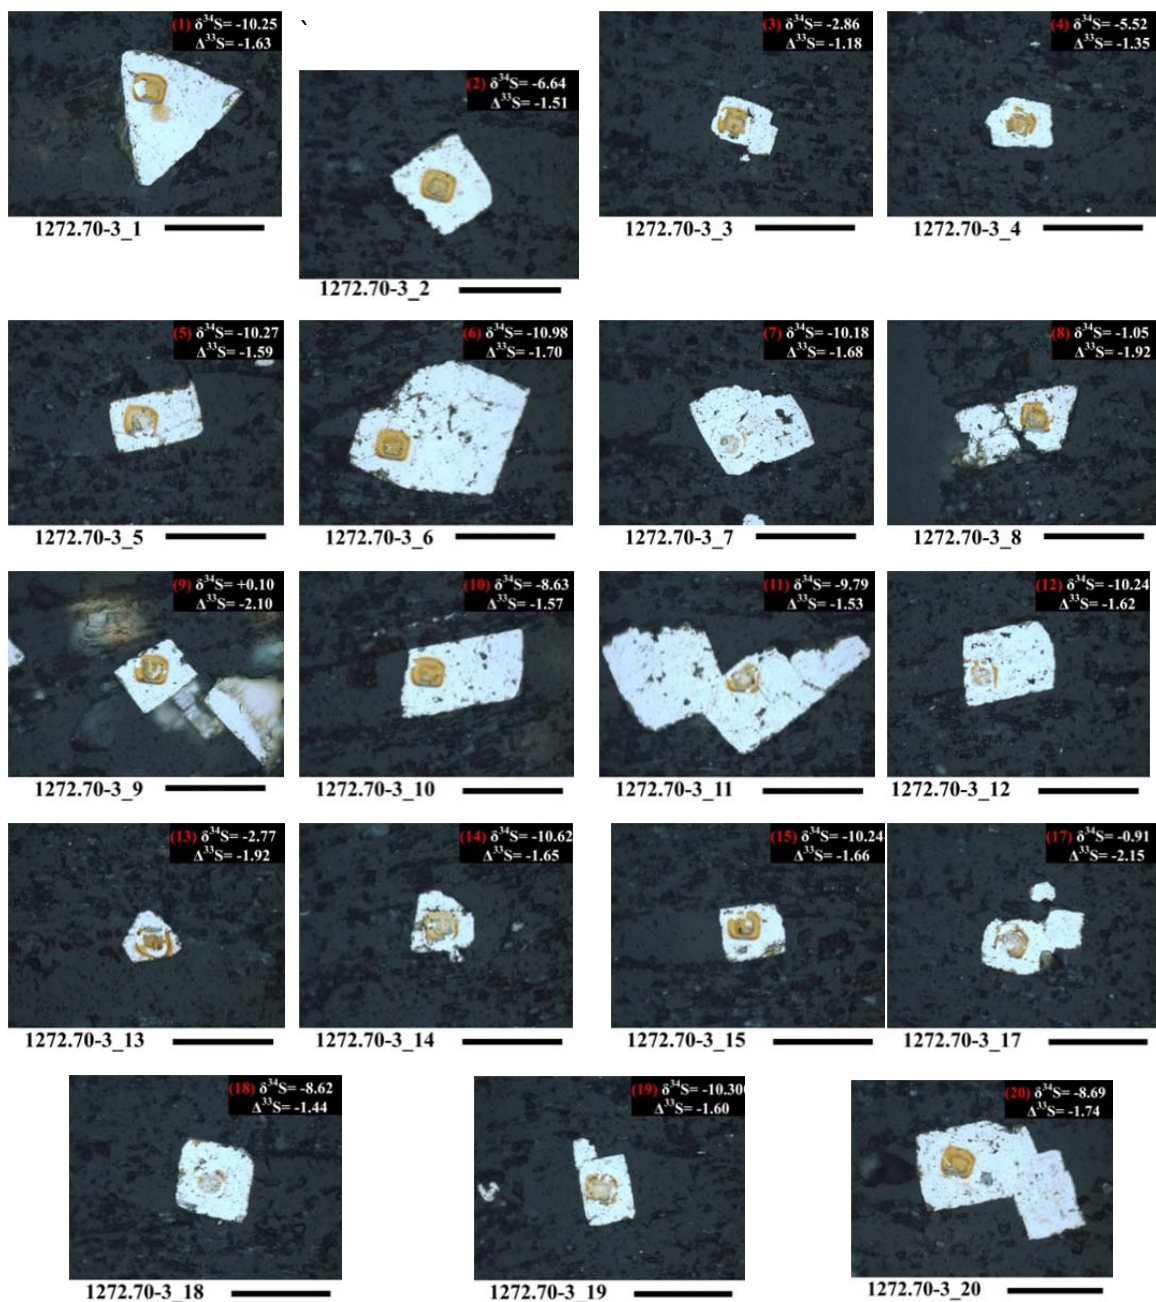 `
(1) δ³⁴S= -10.25
Δ³³S= -1.63
1272.70-3_1
(2) δ³⁴S= -6.64
Δ³³S= -1.51
1272.70-3_2
(3) δ³⁴S= -2.86
Δ³³S= -1.18
1272.70-3_3
(4) δ³⁴S= -5.52
Δ³³S= -1.35
1272.70-3_4
(5) δ³⁴S= -10.27
Δ³³S= -1.59
1272.70-3_5
(6) δ³⁴S= -10.98
Δ³³S= -1.70
1272.70-3_6
(7) δ³⁴S= -10.18
Δ³³S= -1.68
1272.70-3_7
(8) δ³⁴S= -1.05
Δ³³S= -1.92
1272.70-3_8
(9) δ³⁴S= +0.10
Δ³³S= -2.10
1272.70-3_9
(10) δ³⁴S= -8.63
Δ³³S= -1.57
1272.70-3_10
(11) δ³⁴S= -9.79
Δ³³S= -1.53
1272.70-3_11
(12) δ³⁴S= -10.24
Δ³³S= -1.62
1272.70-3_12
(13) δ³⁴S= -2.77
Δ³³S= -1.92
1272.70-3_13
(14) δ³⁴S= -10.62
Δ³³S= -1.65
1272.70-3_14
(15) δ³⁴S= -10.24
Δ³³S= -1.66
1272.70-3_15
(17) δ³⁴S= -0.91
Δ³³S= -2.15
1272.70-3_17
(18) δ³⁴S= -8.62
Δ³³S= -1.44
1272.70-3_18
(19) δ³⁴S= -10.300
Δ³³S= -1.60
1272.70-3_19
(20) δ³⁴S= -8.69
Δ³³S= -1.74
1272.70-3_20